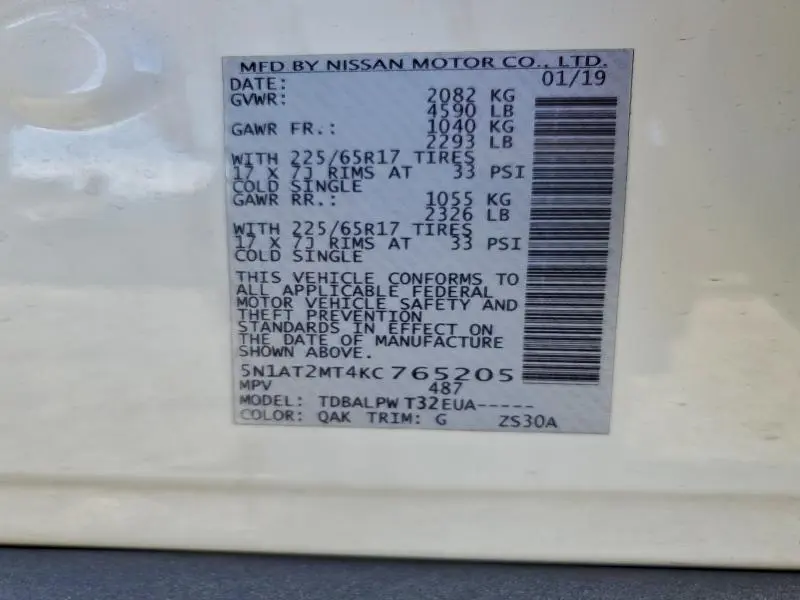 MFD BY NISSAN MOTOR CO., LTD.
DATE: 01/19
GVWR: 2082 KG
4590 LB
GAWR FR.: 1040 KG
2293 LB
WITH 225/65R17 TIRES
17 X 7J RIMS AT 33 PSI
COLD SINGLE
GAWR RR.: 1055 KG
2326 LB
WITH 225/65R17 TIRES
17 X 7J RIMS AT 33 PSI
COLD SINGLE
THIS VEHICLE CONFORMS TO
ALL APPLICABLE FEDERAL
MOTOR VEHICLE SAFETY AND
THEFT PREVENTION
STANDARDS IN EFFECT ON
THE DATE OF MANUFACTURE
SHOWN ABOVE.
5N1AT2MT4KC765205
MPV 487
MODEL: TDBALPW T32EUA-----
COLOR: QAK TRIM: G ZS30A